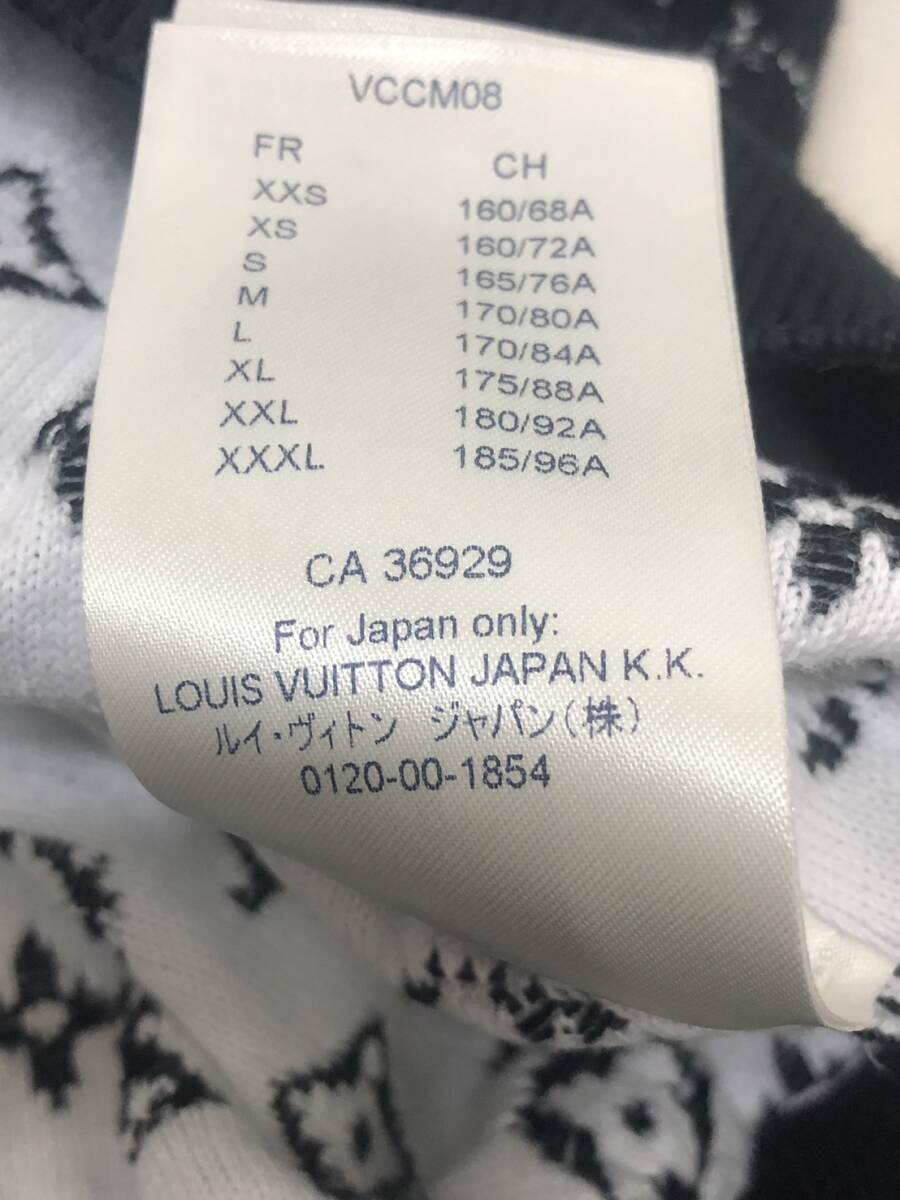 VCCM08
FR CH
XXS 160/68A
XS 160/72A
S 165/76A
M 170/80A
L 170/84A
XL 175/88A
XXL 180/92A
XXXL 185/96A
CA 36929
For Japan only:
LOUIS VUITTON JAPAN K.K.
ルイ・ヴィトン ジャパン(株)
0120-00-1854